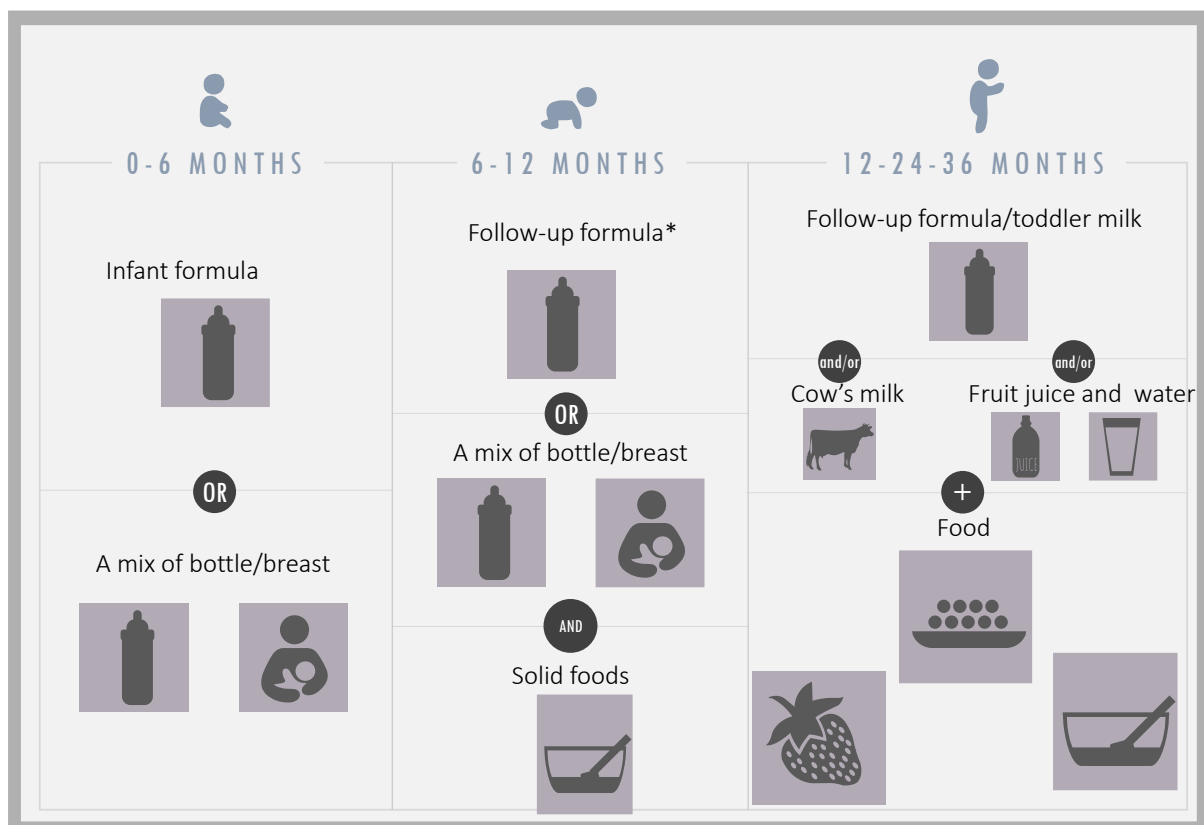 0-6 MONTHS
Infant formula
OR
A mix of bottle/breast
6-12 MONTHS
Follow-up formula*
OR
A mix of bottle/breast
AND
Solid foods
12-24-36 MONTHS
Follow-up formula/toddler milk
and/or
and/or
Cow’s milk
Fruit juice and water
JUICE
+
Food